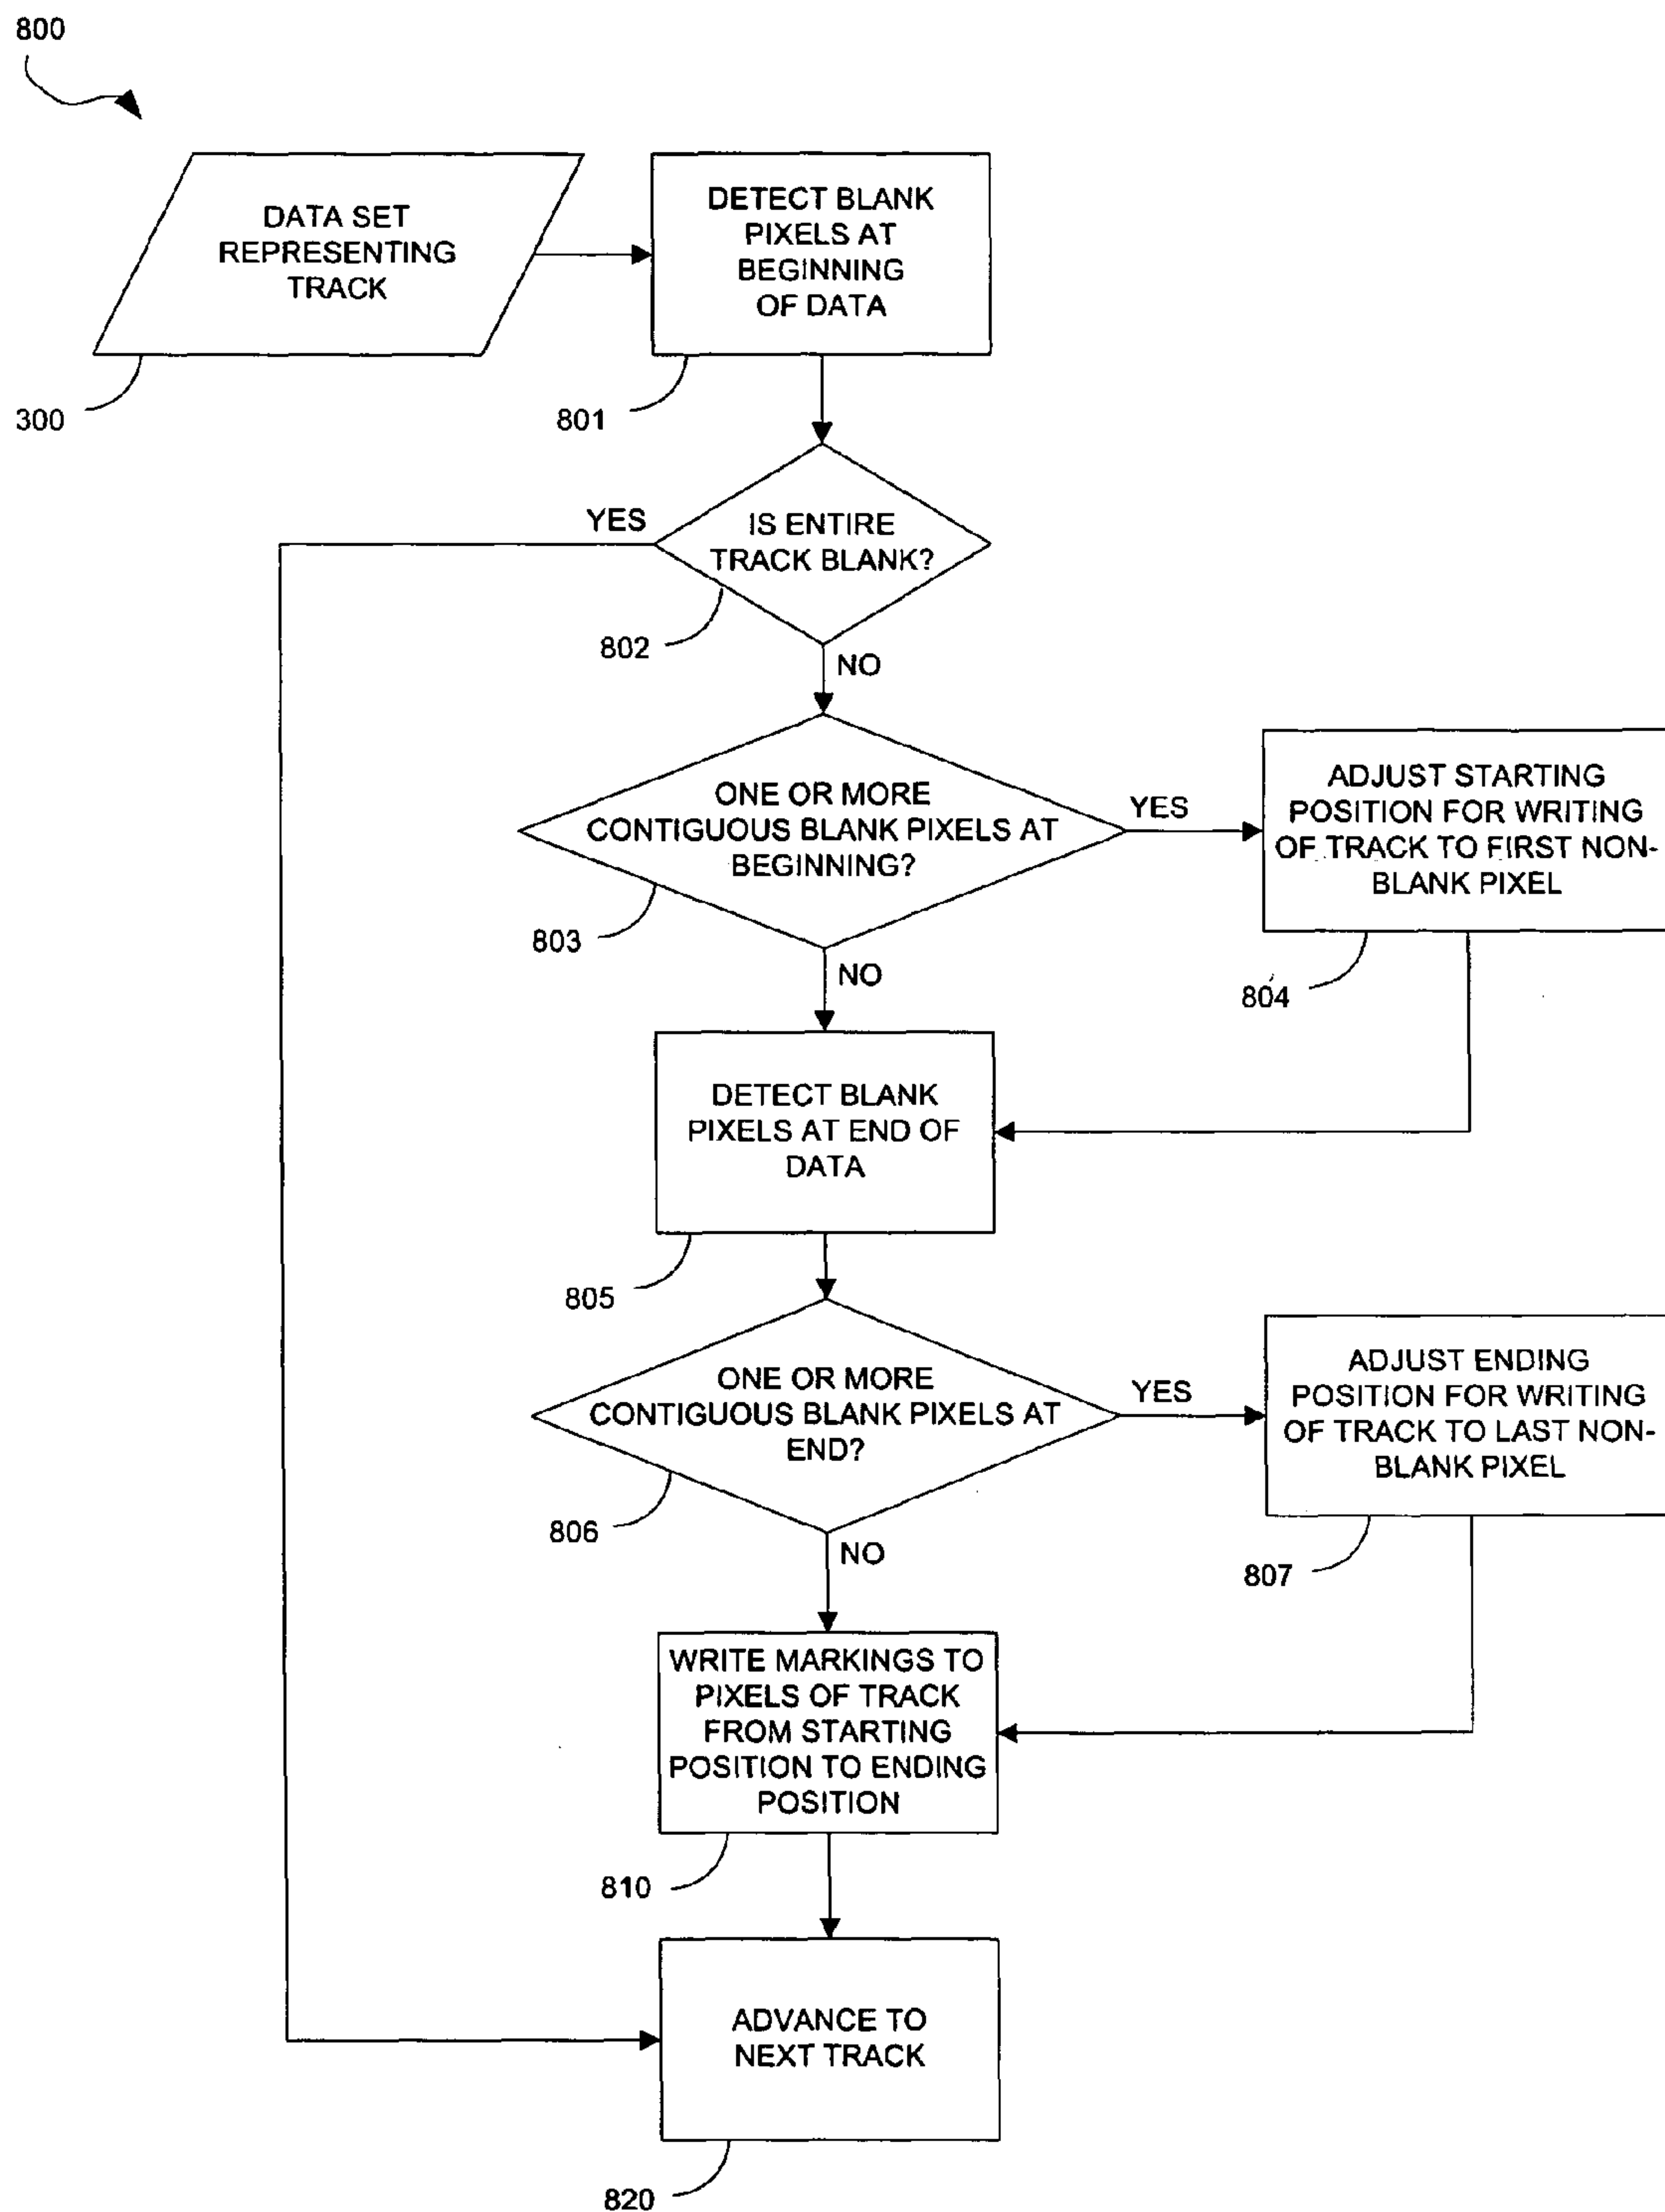 800
DATA SET
REPRESENTING
TRACK
300
DETECT BLANK
PIXELS AT
BEGINNING
OF DATA
801
YES
IS ENTIRE
TRACK BLANK?
802
NO
ONE OR MORE
CONTIGUOUS BLANK PIXELS AT
BEGINNING?
803
YES
ADJUST STARTING
POSITION FOR WRITING
OF TRACK TO FIRST NON-
BLANK PIXEL
804
NO
DETECT BLANK
PIXELS AT END OF
DATA
805
ONE OR MORE
CONTIGUOUS BLANK PIXELS AT
END?
806
YES
ADJUST ENDING
POSITION FOR WRITING
OF TRACK TO LAST NON-
BLANK PIXEL
807
NO
WRITE MARKINGS TO
PIXELS OF TRACK
FROM STARTING
POSITION TO ENDING
POSITION
810
ADVANCE TO
NEXT TRACK
820